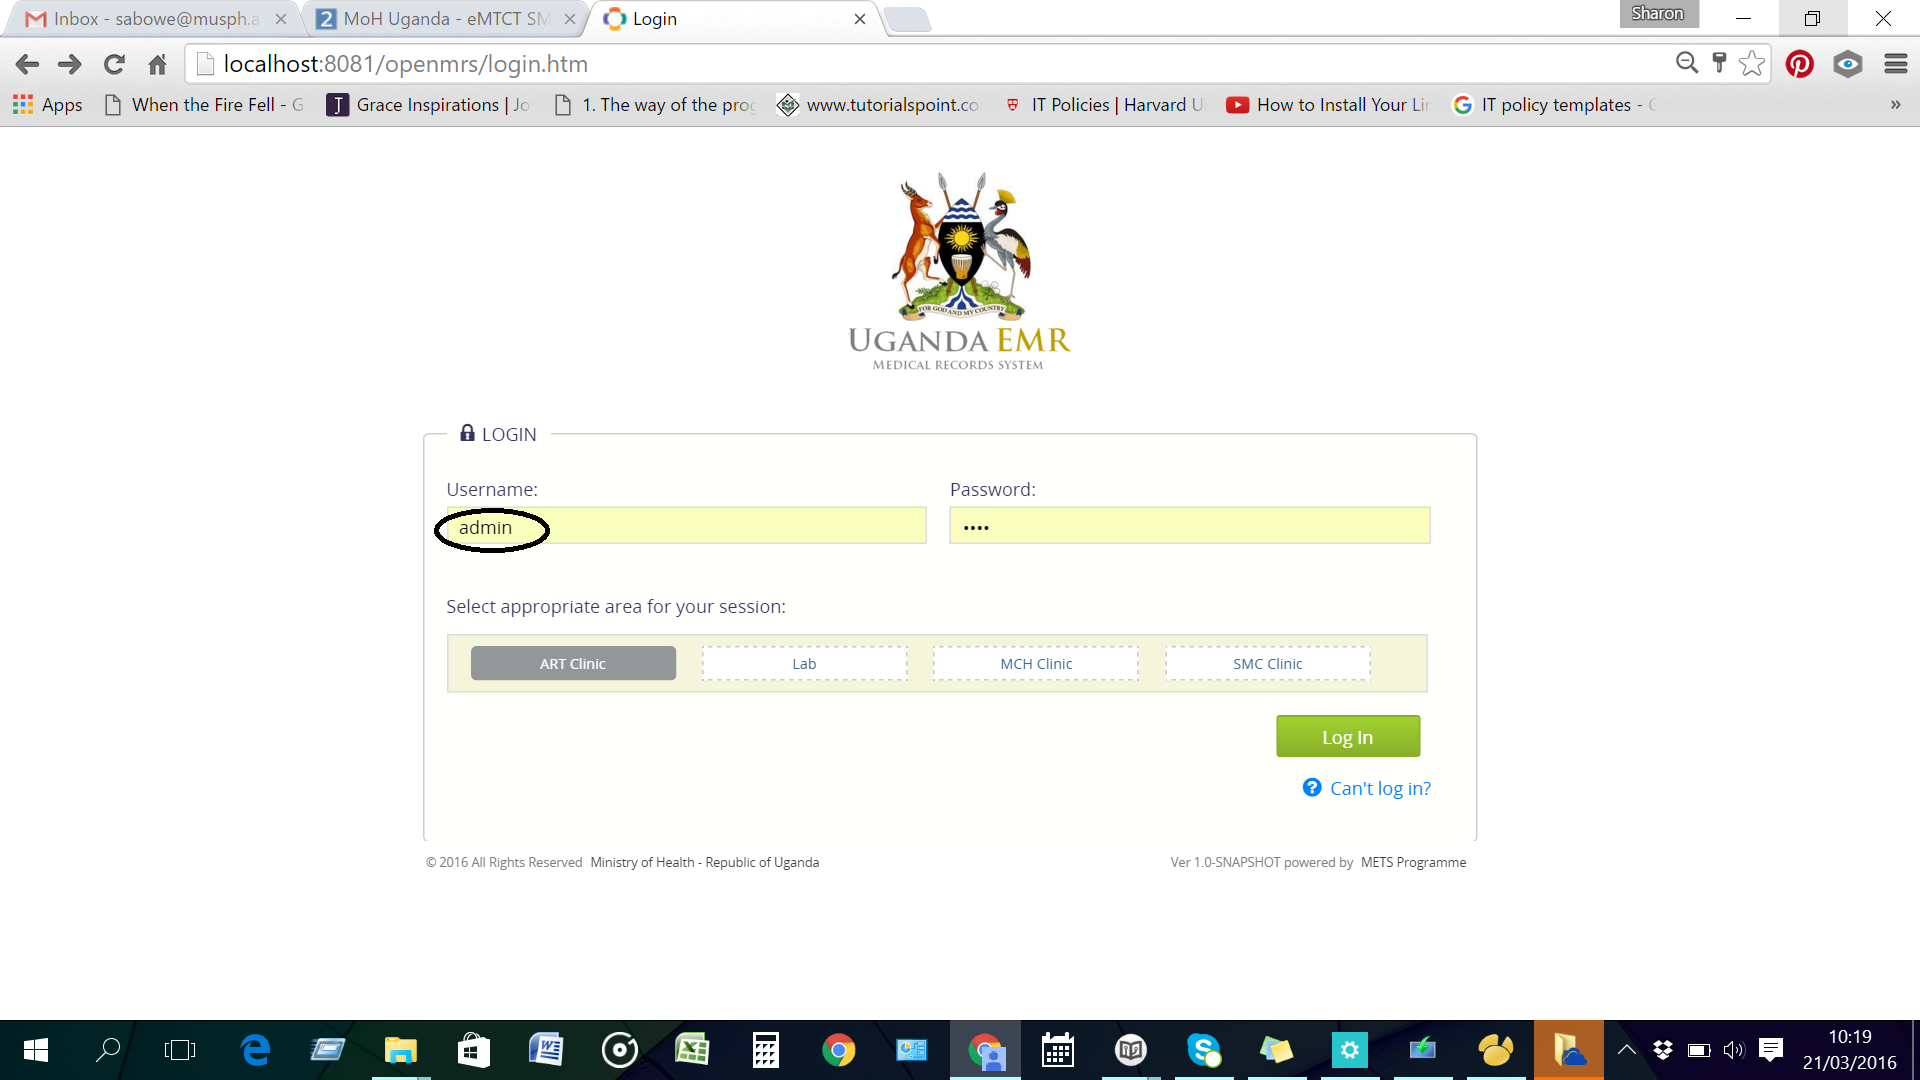 Inbox - sabowe@musph.a
MoH Uganda - eMTCT SM
Login
Sharon
localhost:8081/openmrs/login.htm
Apps
When the Fire Fell - G
Grace Inspirations | Jo
1. The way of the pro
www.tutorialspoint.co
IT Policies | Harvard U
How to Install Your Li
IT policy templates -
»
FOR GOD AND MY COUNTRY
UGANDA EMR
MEDICAL RECORDS SYSTEM
LOGIN
Username:
Password:
admin
••••
Select appropriate area for your session:
ART Clinic
Lab
MCH Clinic
SMC Clinic
Log In
Can't log in?
© 2016 All Rights Reserved Ministry of Health - Republic of Uganda
Ver 1.0-SNAPSHOT powered by METS Programme
10:19
21/03/2016